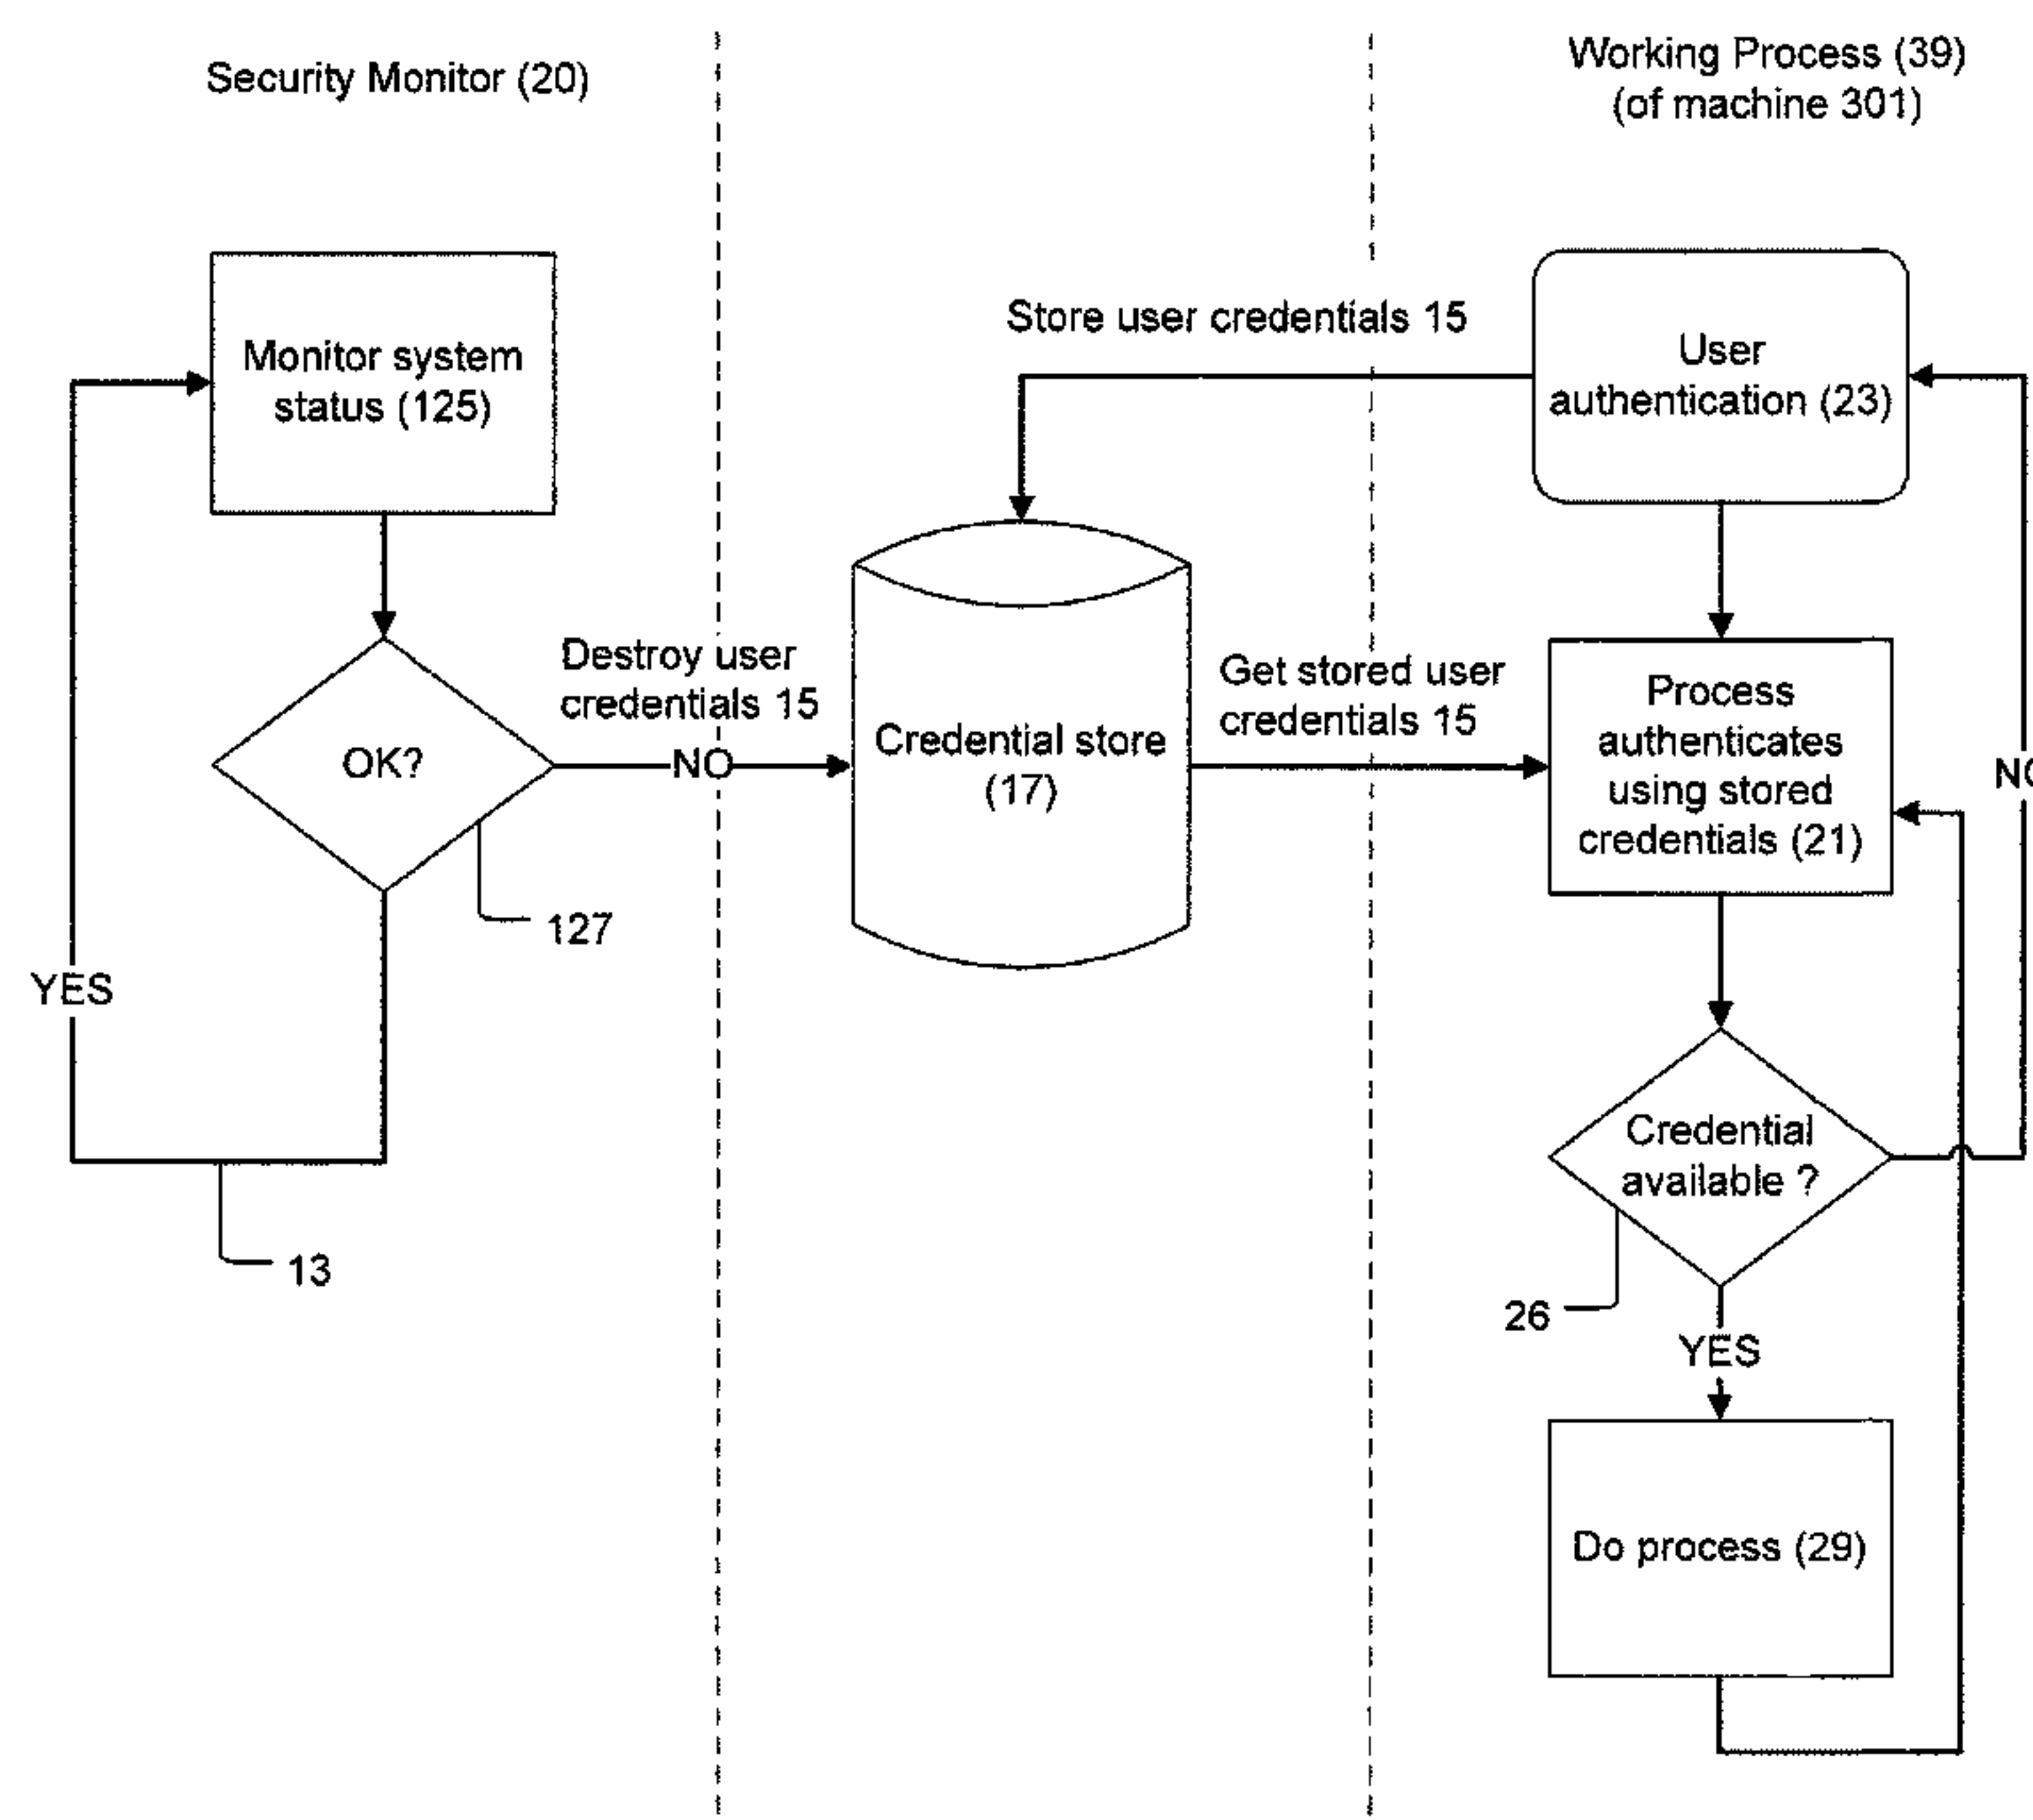 Security Monitor (20)
Working Process (39)
(of machine 301)
Monitor system
status (125)
Store user credentials 15
User
authentication (23)
Destroy user
credentials 15
OK?
NO
127
YES
13
Credential store
(17)
Get stored user
credentials 15
Process
authenticates
using stored
credentials (21)
Credential
available ?
26
YES
Do process (29)